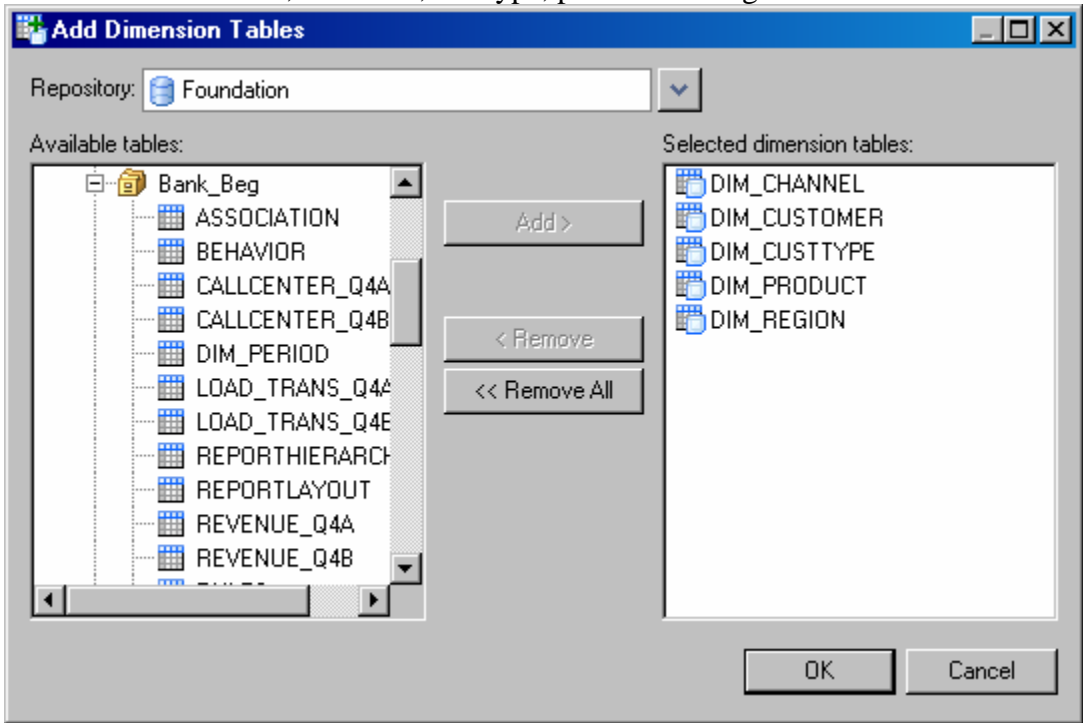 Add Dimension Tables
Repository: Foundation
Available tables:
Bank_Beg
ASSOCIATION
BEHAVIOR
CALLCENTER_Q4A
CALLCENTER_Q4B
DIM_PERIOD
LOAD_TRANS_Q4A
LOAD_TRANS_Q4E
REPORTHIERARCH
REPORTLAYOUT
REVENUE_Q4A
REVENUE_Q4B
Add >
< Remove
<< Remove All
Selected dimension tables:
DIM_CHANNEL
DIM_CUSTOMER
DIM_CUSTTYPE
DIM_PRODUCT
DIM_REGION
OK
Cancel